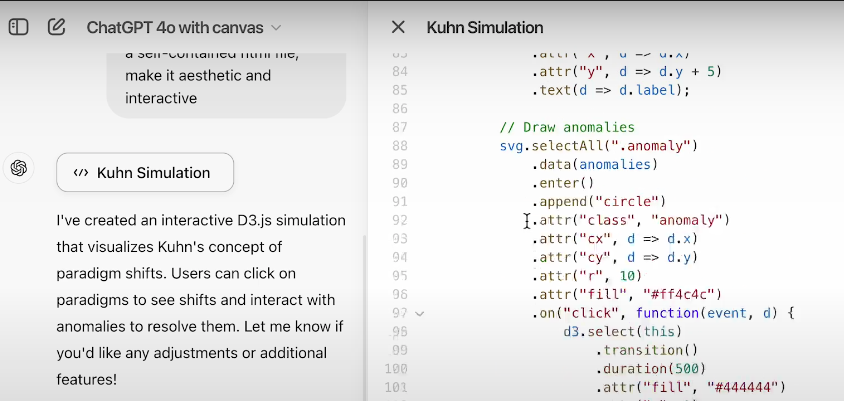 ChatGPT 4o with canvas
a self-contained html file,
make it aesthetic and
interactive
Kuhn Simulation
I've created an interactive D3.js simulation
that visualizes Kuhn's concept of
paradigm shifts. Users can click on
paradigms to see shifts and interact with
anomalies to resolve them. Let me know if
you'd like any adjustments or additional
features!
Kuhn Simulation
83 .attr("x", d => d.x)
84 .attr("y", d => d.y + 5)
85 .text(d => d.label);
86
87 // Draw anomalies
88 svg.selectAll(".anomaly")
89 .data(anomalies)
90 .enter()
91 .append("circle")
92 .attr("class", "anomaly")
93 .attr("cx", d => d.x)
94 .attr("cy", d => d.y)
95 .attr("r", 10)
96 .attr("fill", "#ff4c4c")
97 .on("click", function(event, d) {
98 d3.select(this)
99 .transition()
100 .duration(500)
101 .attr("fill", "#444444")